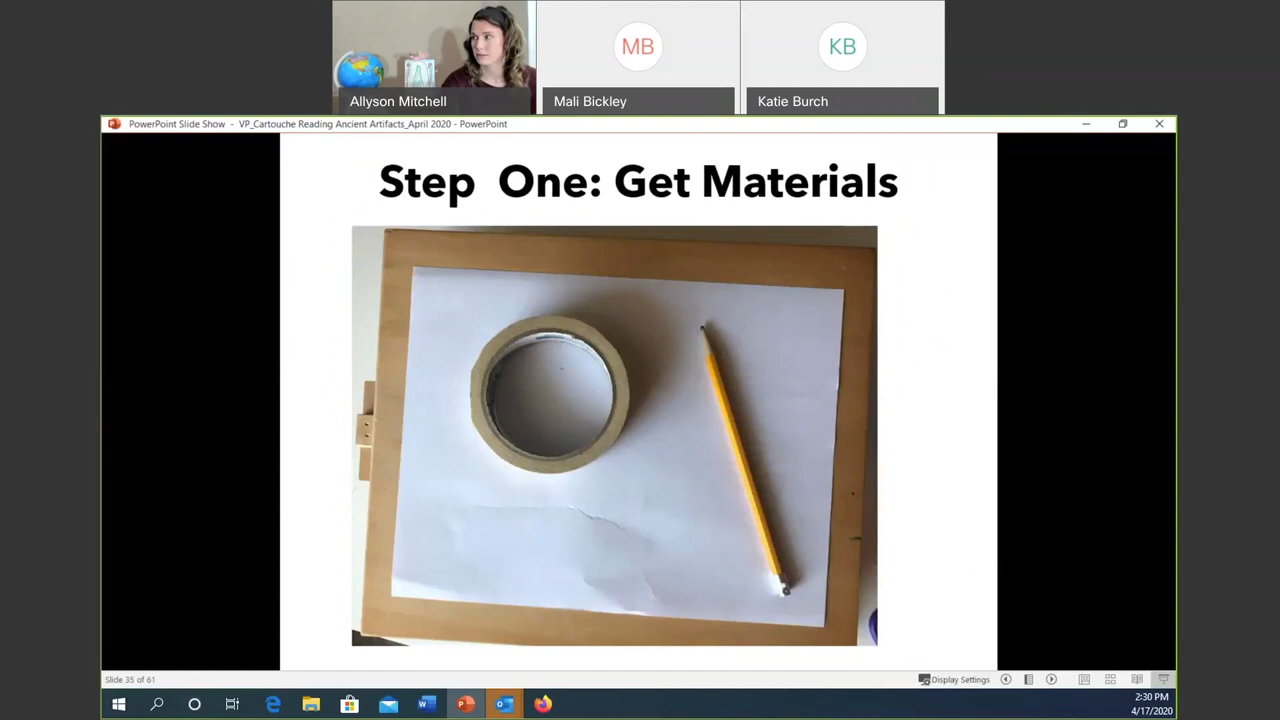 MB
KB
Allyson Mitchell
Mali Bickley
Katie Burch
PowerPoint Slide Show - VP_Cartouche Reading Ancient Artifacts_April 2020 - PowerPoint
Step One: Get Materials
Slide 35 of 61
Display Settings
2:30 PM
4/17/2020